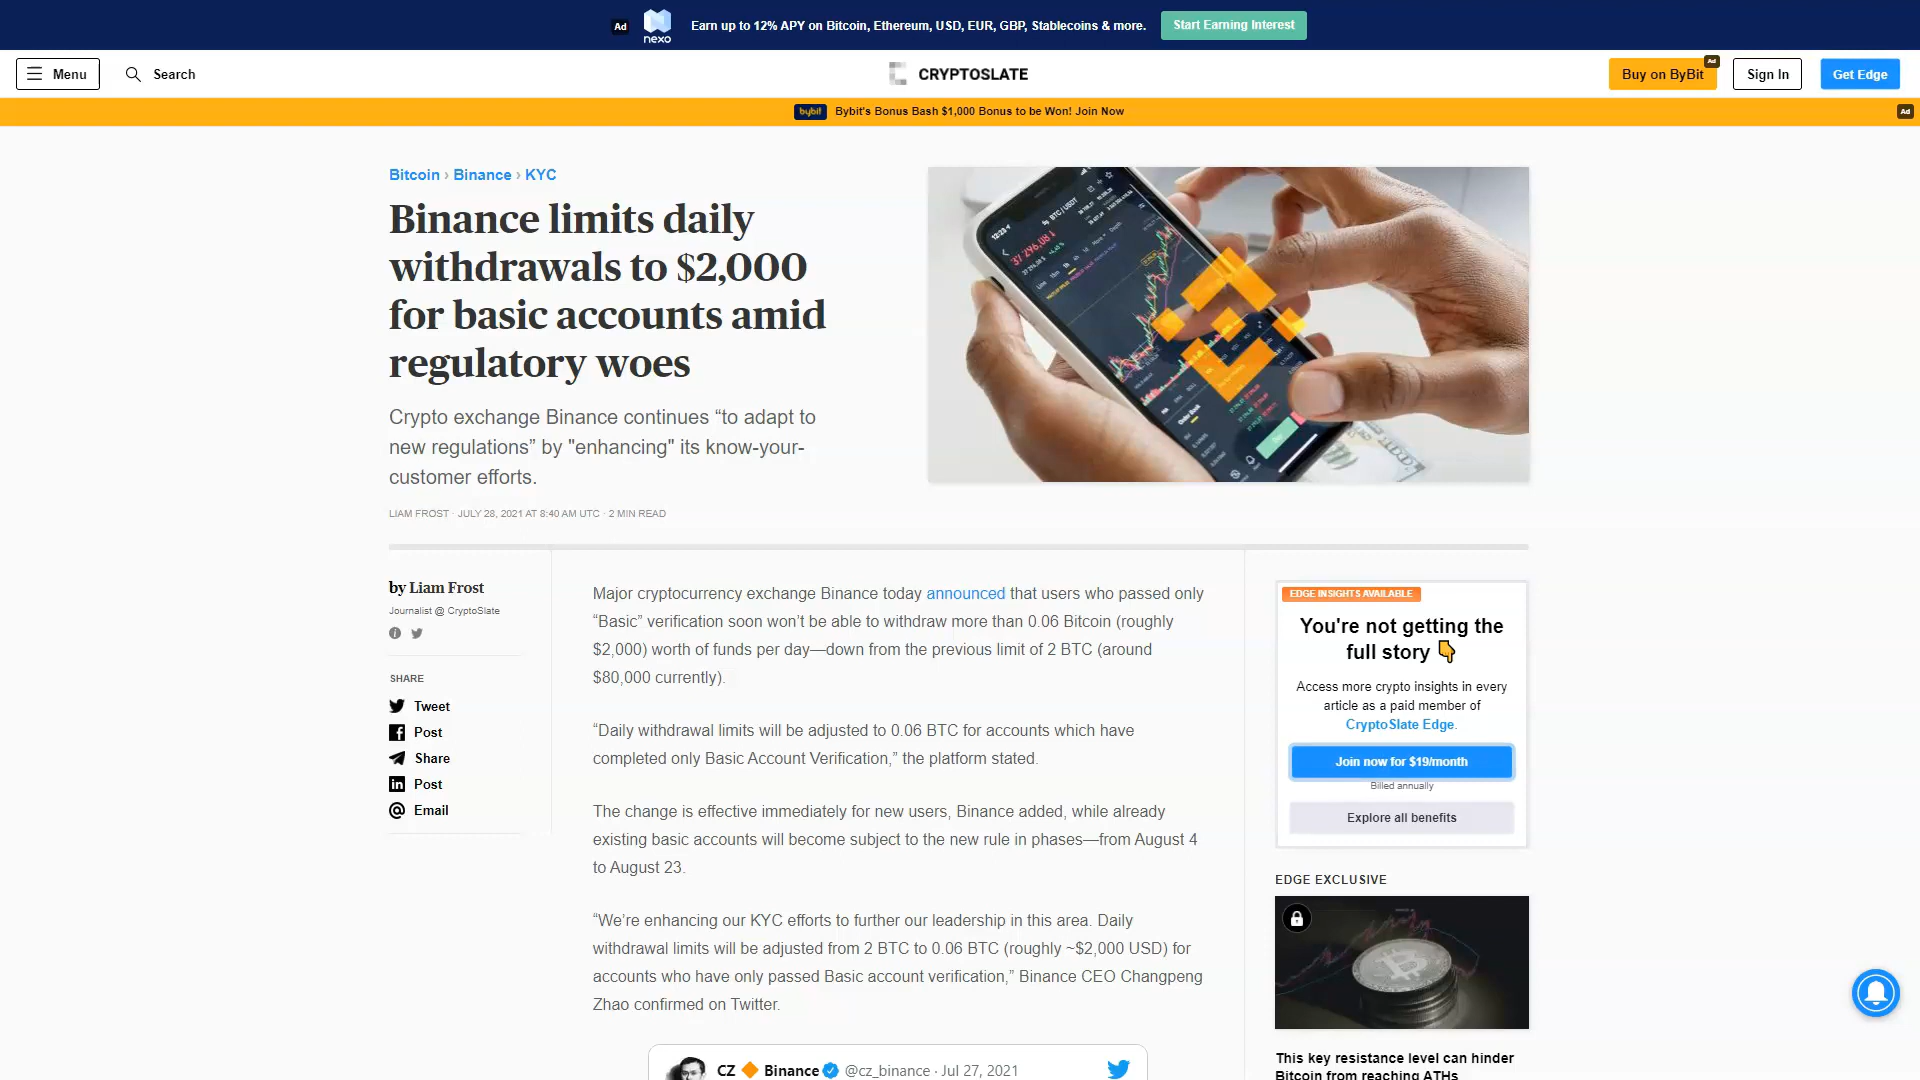 Ad
nexo
Earn up to 12% APY on Bitcoin, Ethereum, USD, EUR, GBP, Stablecoins & more.
Start Earning Interest
Menu
Search
CRYPTOSLATE
Buy on ByBit
Ad
Sign In
Get Edge
bybit
Bybit's Bonus Bash $1,000 Bonus to be Won! Join Now
Ad
Bitcoin › Binance › KYC
Binance limits daily
withdrawals to $2,000
for basic accounts amid
regulatory woes
Crypto exchange Binance continues “to adapt to
new regulations” by "enhancing" its know-your-
customer efforts.
LIAM FROST · JULY 28, 2021 AT 8:40 AM UTC · 2 MIN READ
BTC/USDT
37,296.08
by Liam Frost
Journalist @ CryptoSlate
SHARE
Tweet
Post
Share
Post
Email
Major cryptocurrency exchange Binance today announced that users who passed only
“Basic” verification soon won’t be able to withdraw more than 0.06 Bitcoin (roughly
$2,000) worth of funds per day—down from the previous limit of 2 BTC (around
$80,000 currently).
“Daily withdrawal limits will be adjusted to 0.06 BTC for accounts which have
completed only Basic Account Verification,” the platform stated.
The change is effective immediately for new users, Binance added, while already
existing basic accounts will become subject to the new rule in phases—from August 4
to August 23.
“We’re enhancing our KYC efforts to further our leadership in this area. Daily
withdrawal limits will be adjusted from 2 BTC to 0.06 BTC (roughly ~$2,000 USD) for
accounts who have only passed Basic account verification,” Binance CEO Changpeng
Zhao confirmed on Twitter.
CZ Binance @cz_binance · Jul 27, 2021
EDGE INSIGHTS AVAILABLE
You're not getting the
full story
Access more crypto insights in every
article as a paid member of
CryptoSlate Edge.
Join now for $19/month
Billed annually
Explore all benefits
EDGE EXCLUSIVE
This key resistance level can hinder
Bitcoin from reaching ATHs